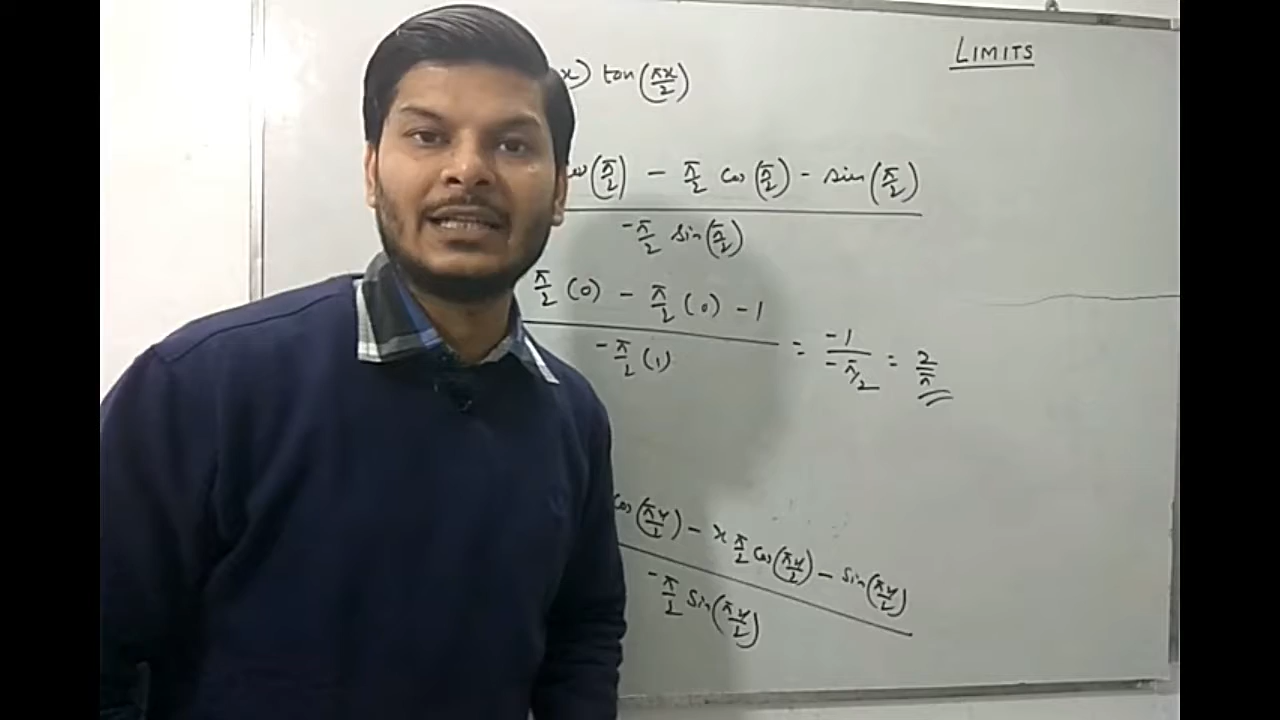 LIMITS
x) tan(πx/2)
cos(π/2) - π/2 cos(π/2) - sin(π/2)
-π/2 sin(π/2)
π/2 (0) - π/2 (0) - 1
-π/2 (1)
= -1/-π/2 = 2/π
cos(πx/2) - x π/2 cos(πx/2) - sin(πx/2)
-π/2 sin(πx/2)